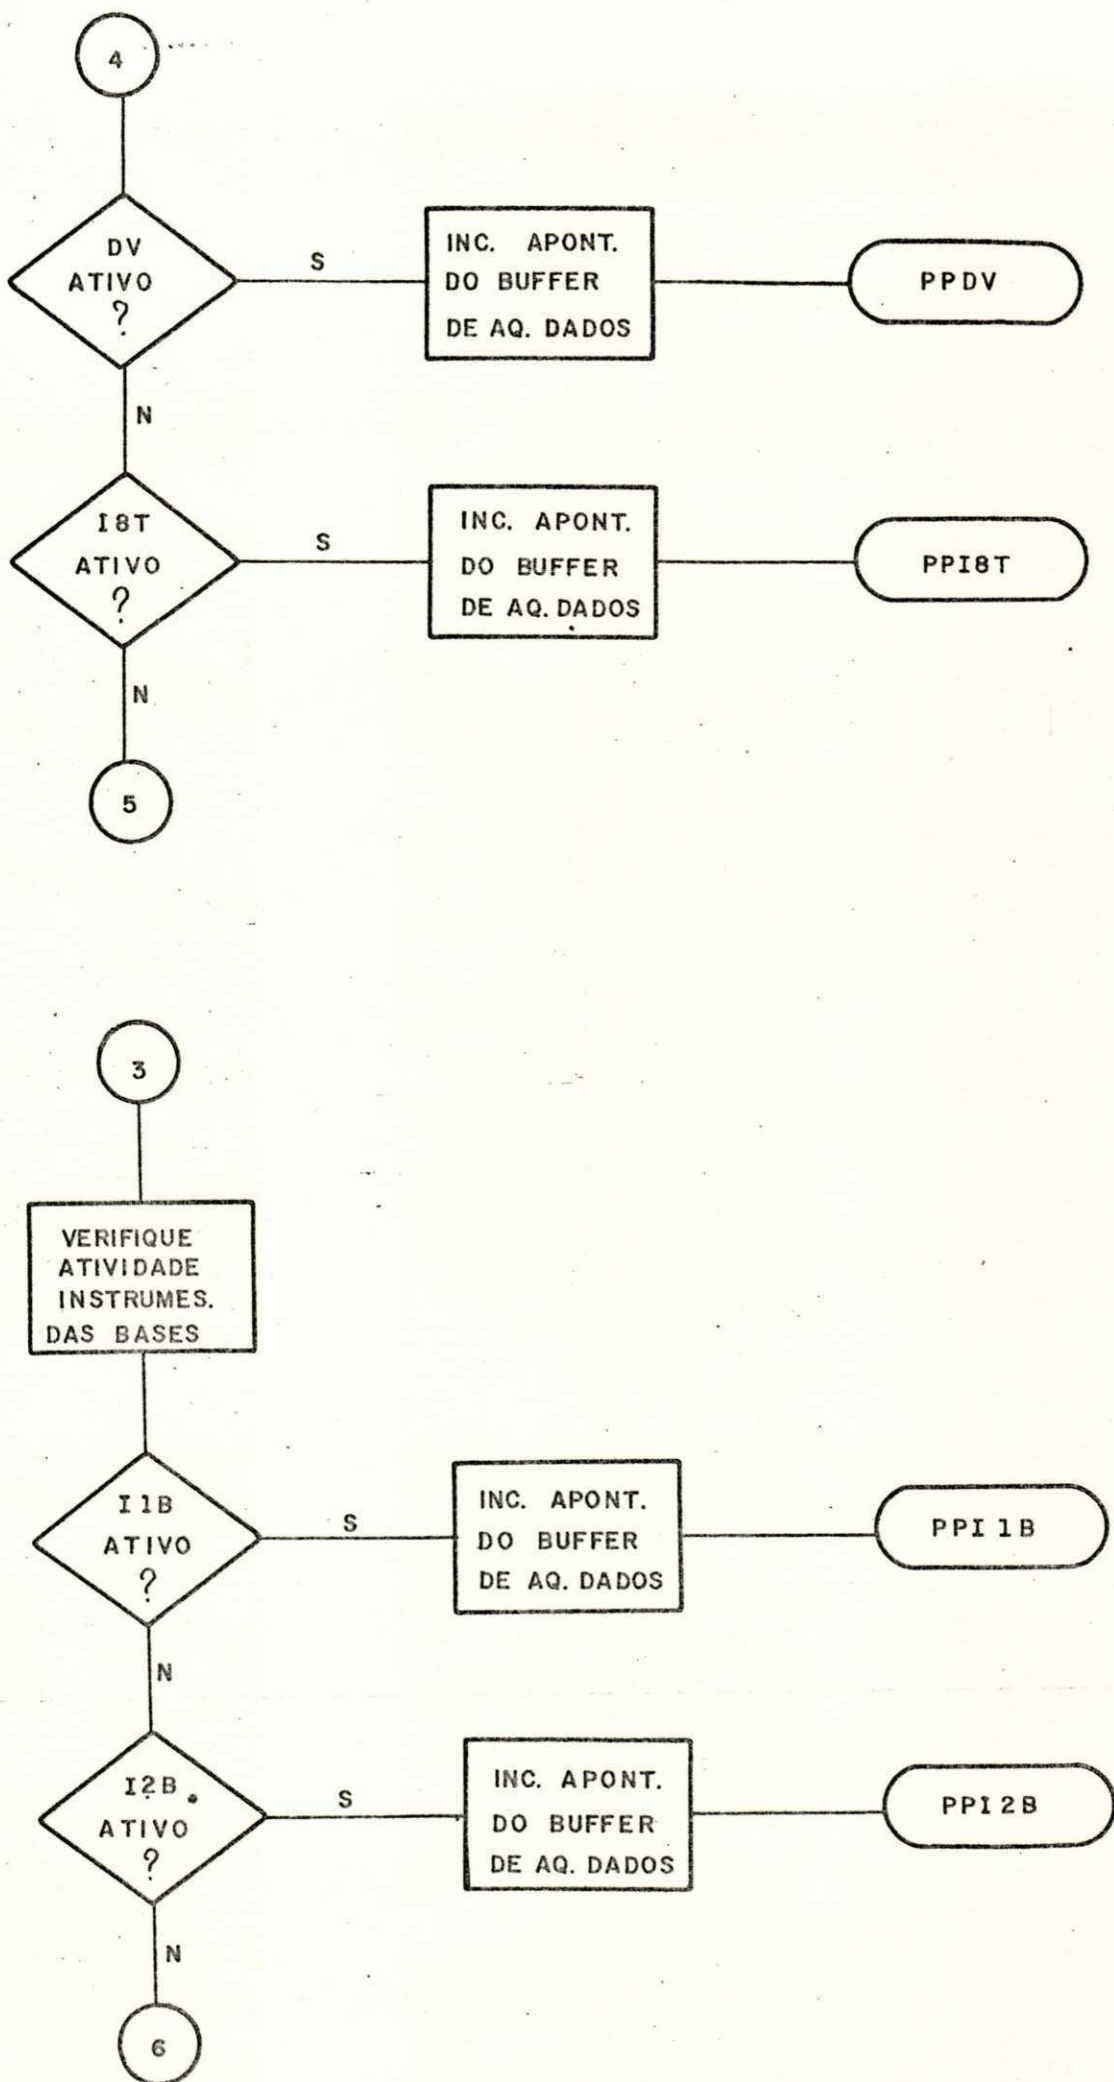 4
DV
ATIVO
?
S
INC. APONT.
DO BUFFER
DE AQ. DADOS
PPDV
N
I8T
ATIVO
?
S
INC. APONT.
DO BUFFER
DE AQ. DADOS
PPI8T
N
5
3
VERIFIQUE
ATIVIDADE
INSTRUMES.
DAS BASES
I1B
ATIVO
?
S
INC. APONT.
DO BUFFER
DE AQ. DADOS
PPI1B
N
I2B
ATIVO
?
S
INC. APONT.
DO BUFFER
DE AQ. DADOS
PPI2B
N
6